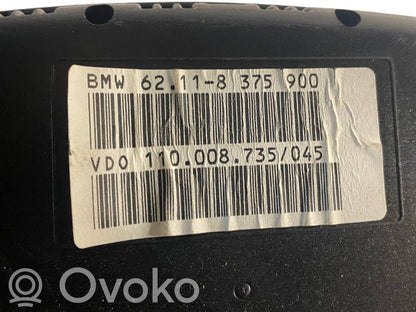 BMW 62.11-8 375 900
VDO 110.008.735/045
Ovoko